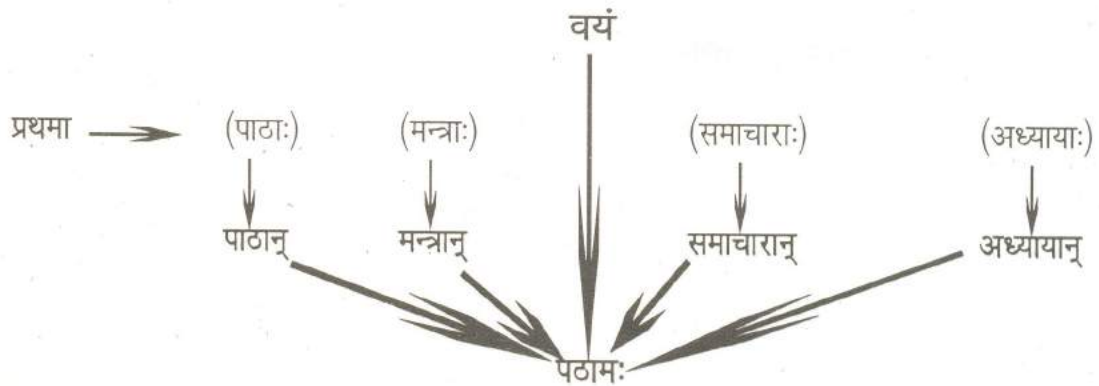 वयं
प्रथमा (पाठाः) (मन्त्राः) (समाचाराः) (अध्यायाः)
पाठान् मन्त्रान् समाचारान् अध्यायान्
पठामः